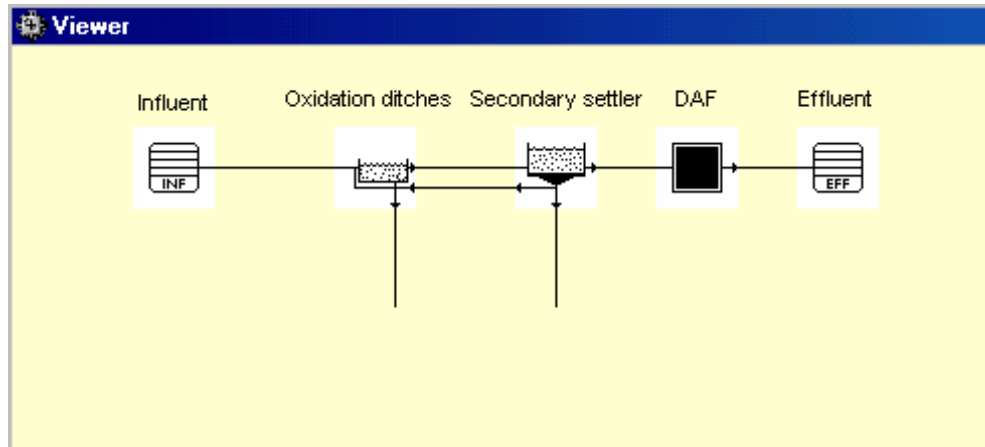 Viewer
Influent
Oxidation ditches
Secondary settler
DAF
Effluent
INF
EFF